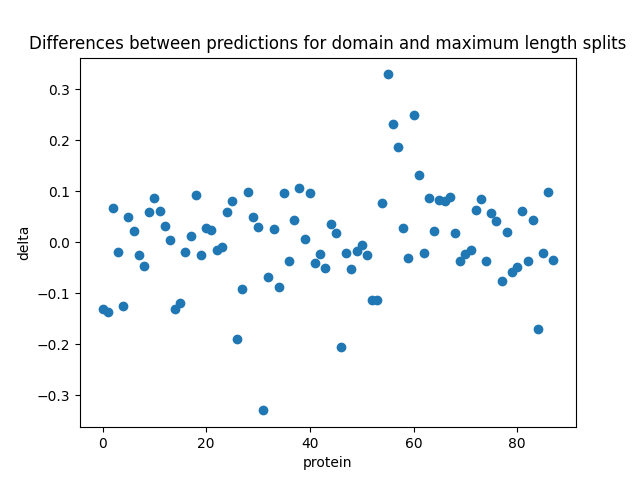 Differences between predictions for domain and maximum length splits
0.3
0.2
0.1
0.0
−0.1
−0.2
−0.3
delta
0 20 40 60 80
protein